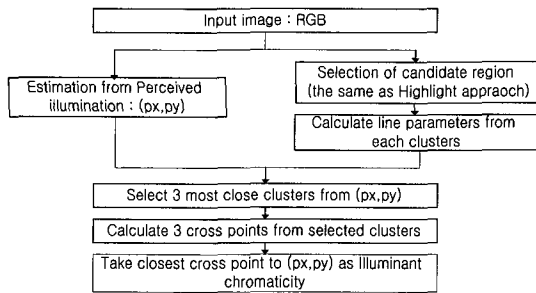 Input image : RGB
Estimation from Perceived
illumination : (px,py)
Selection of candidate region
(the same as Highlight appraoch)
Calculate line parameters from
each clusters
Select 3 most close clusters from (px,py)
Calculate 3 cross points from selected clusters
Take closest cross point to (px,py) as Illuminant
chromaticity